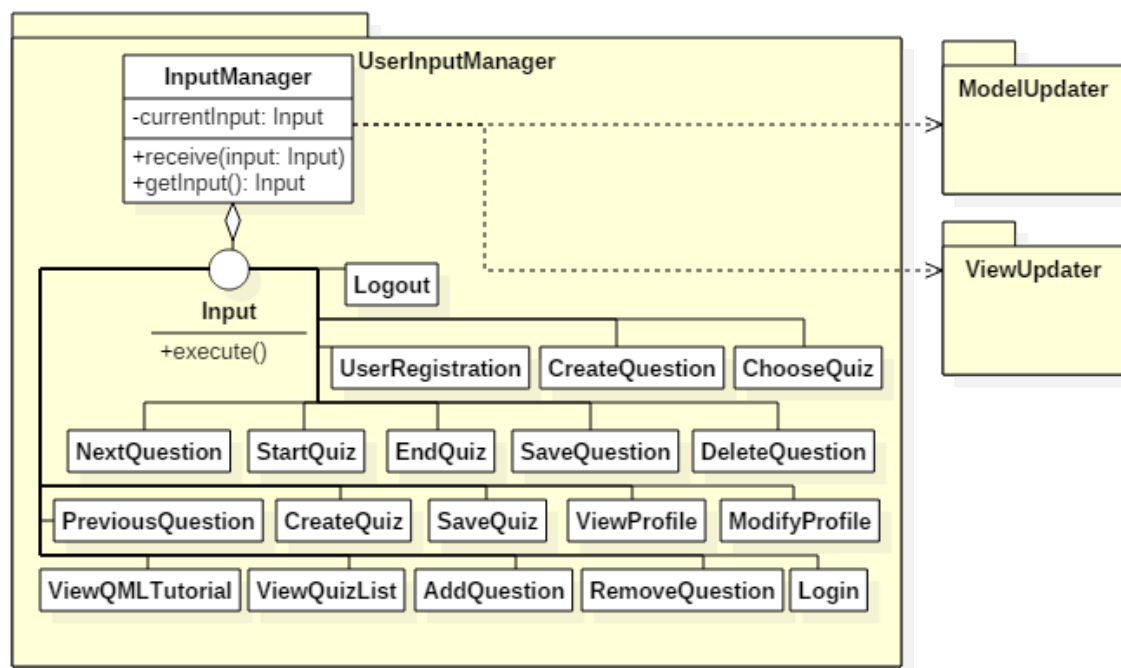 UserInputManager
InputManager
-currentInput: Input
+receive(input: Input)
+getInput(): Input
ModelUpdater
ViewUpdater
Input
+execute()
Logout
UserRegistration
CreateQuestion
ChooseQuiz
NextQuestion
StartQuiz
EndQuiz
SaveQuestion
DeleteQuestion
PreviousQuestion
CreateQuiz
SaveQuiz
ViewProfile
ModifyProfile
ViewQMLTutorial
ViewQuizList
AddQuestion
RemoveQuestion
Login